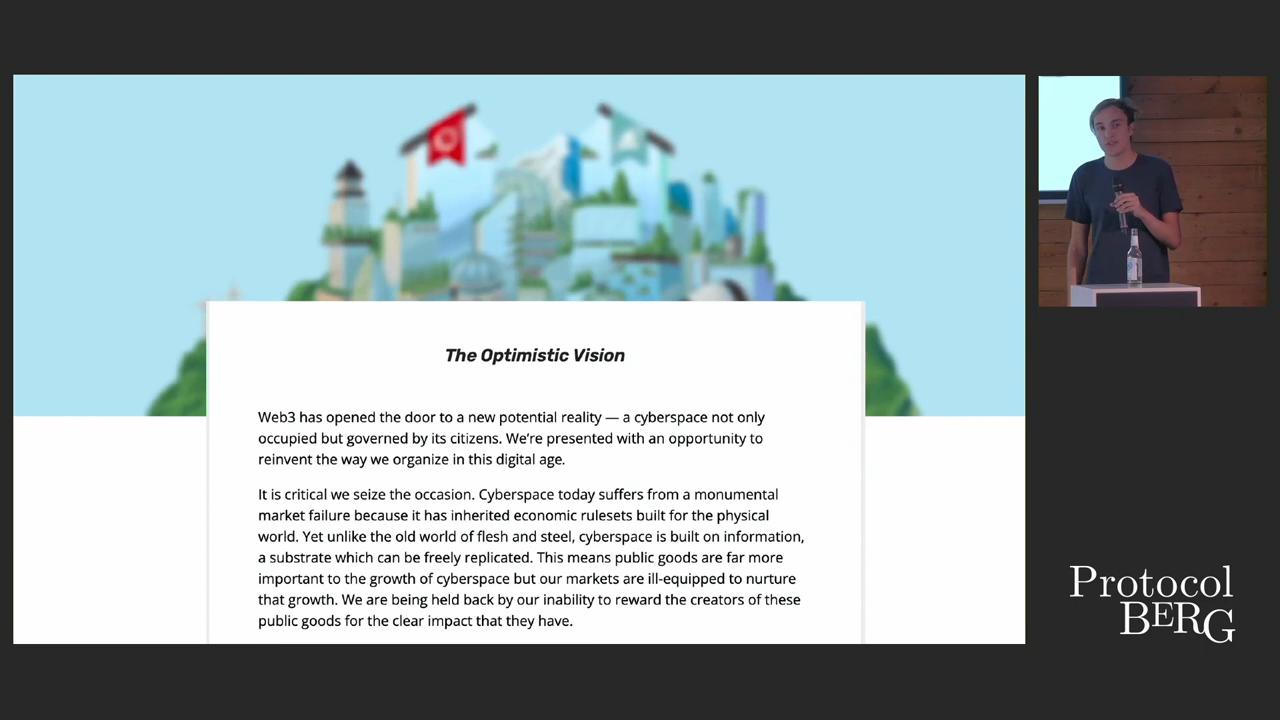 The Optimistic Vision
Web3 has opened the door to a new potential reality — a cyberspace not only
occupied but governed by its citizens. We're presented with an opportunity to
reinvent the way we organize in this digital age.
It is critical we seize the occasion. Cyberspace today suffers from a monumental
market failure because it has inherited economic rulesets built for the physical
world. Yet unlike the old world of flesh and steel, cyberspace is built on information,
a substrate which can be freely replicated. This means public goods are far more
important to the growth of cyberspace but our markets are ill-equipped to nurture
that growth. We are being held back by our inability to reward the creators of these
public goods for the clear impact that they have.
Protocol
BERG